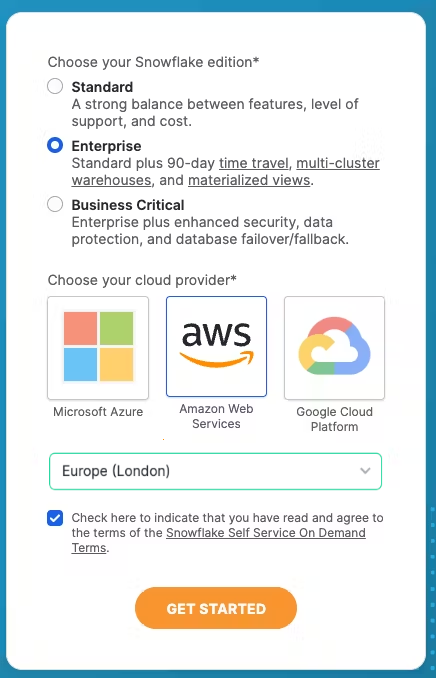 Choose your Snowflake edition*
Standard
A strong balance between features, level of
support, and cost.
Enterprise
Standard plus 90-day time travel, multi-cluster
warehouses, and materialized views.
Business Critical
Enterprise plus enhanced security, data
protection, and database failover/fallback.
Choose your cloud provider*
aws
Microsoft Azure
Amazon Web
Services
Google Cloud
Platform
Europe (London)
Check here to indicate that you have read and agree to
the terms of the Snowflake Self Service On Demand
Terms.
GET STARTED